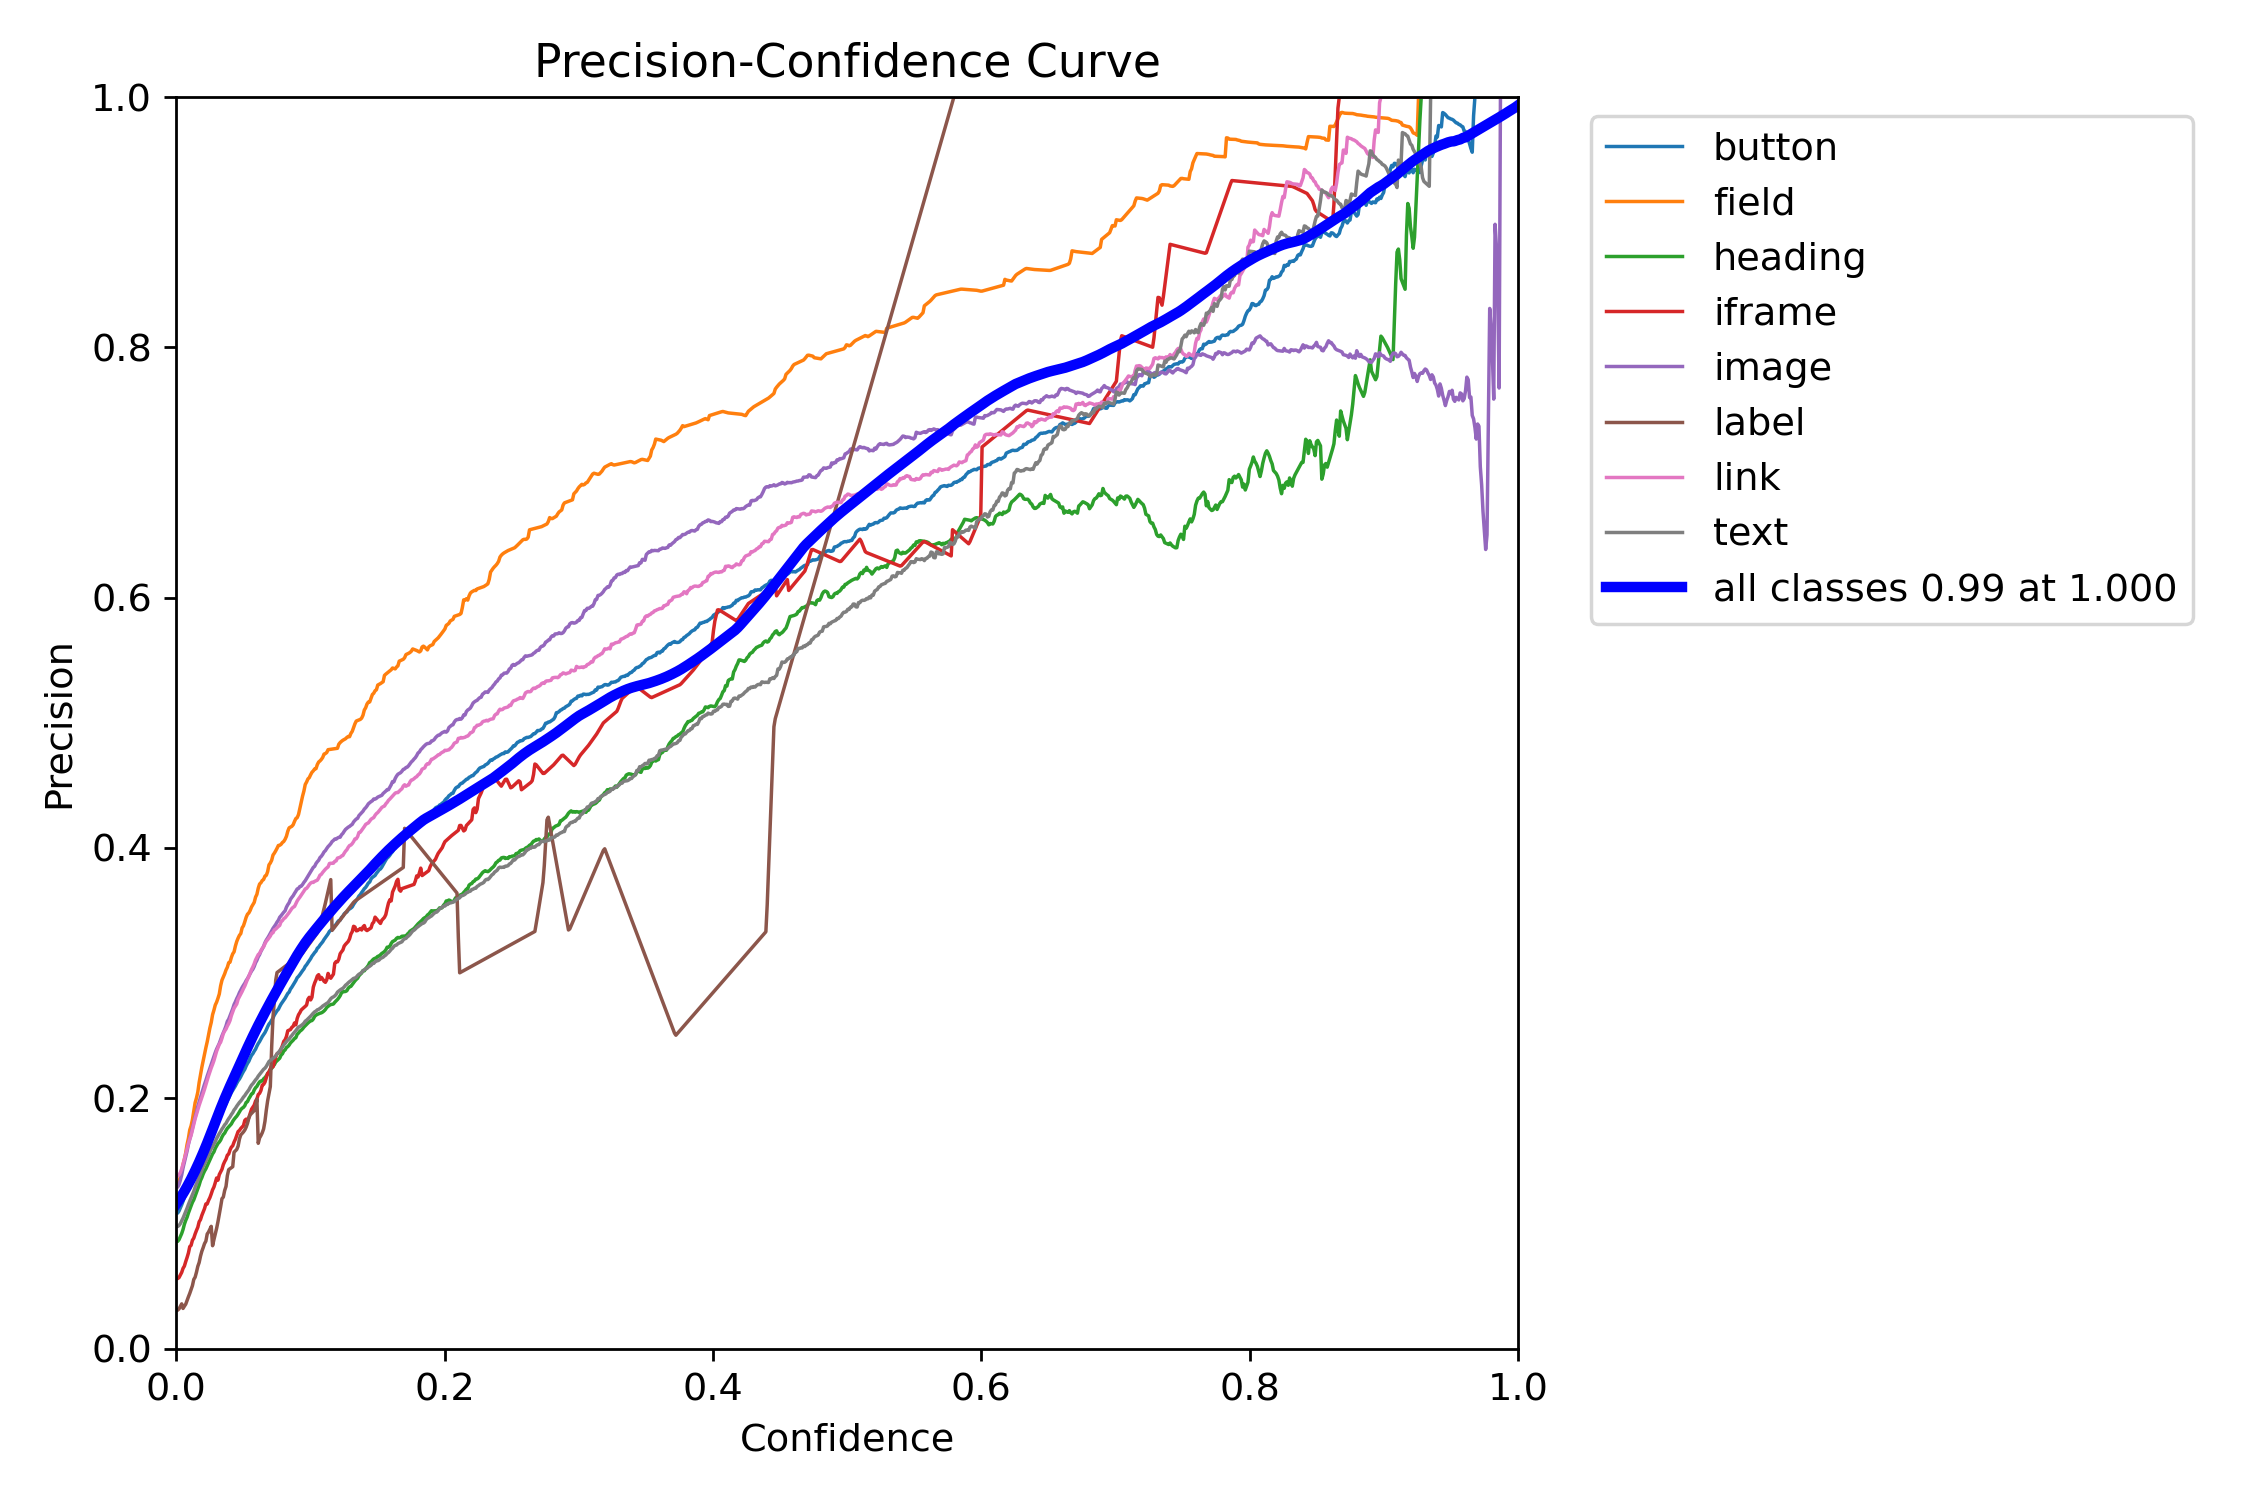 Precision-Confidence Curve
1.0
0.8
0.6
0.4
0.2
0.0
Precision
0.0 0.2 0.4 0.6 0.8 1.0
Confidence
button
field
heading
iframe
image
label
link
text
all classes 0.99 at 1.000